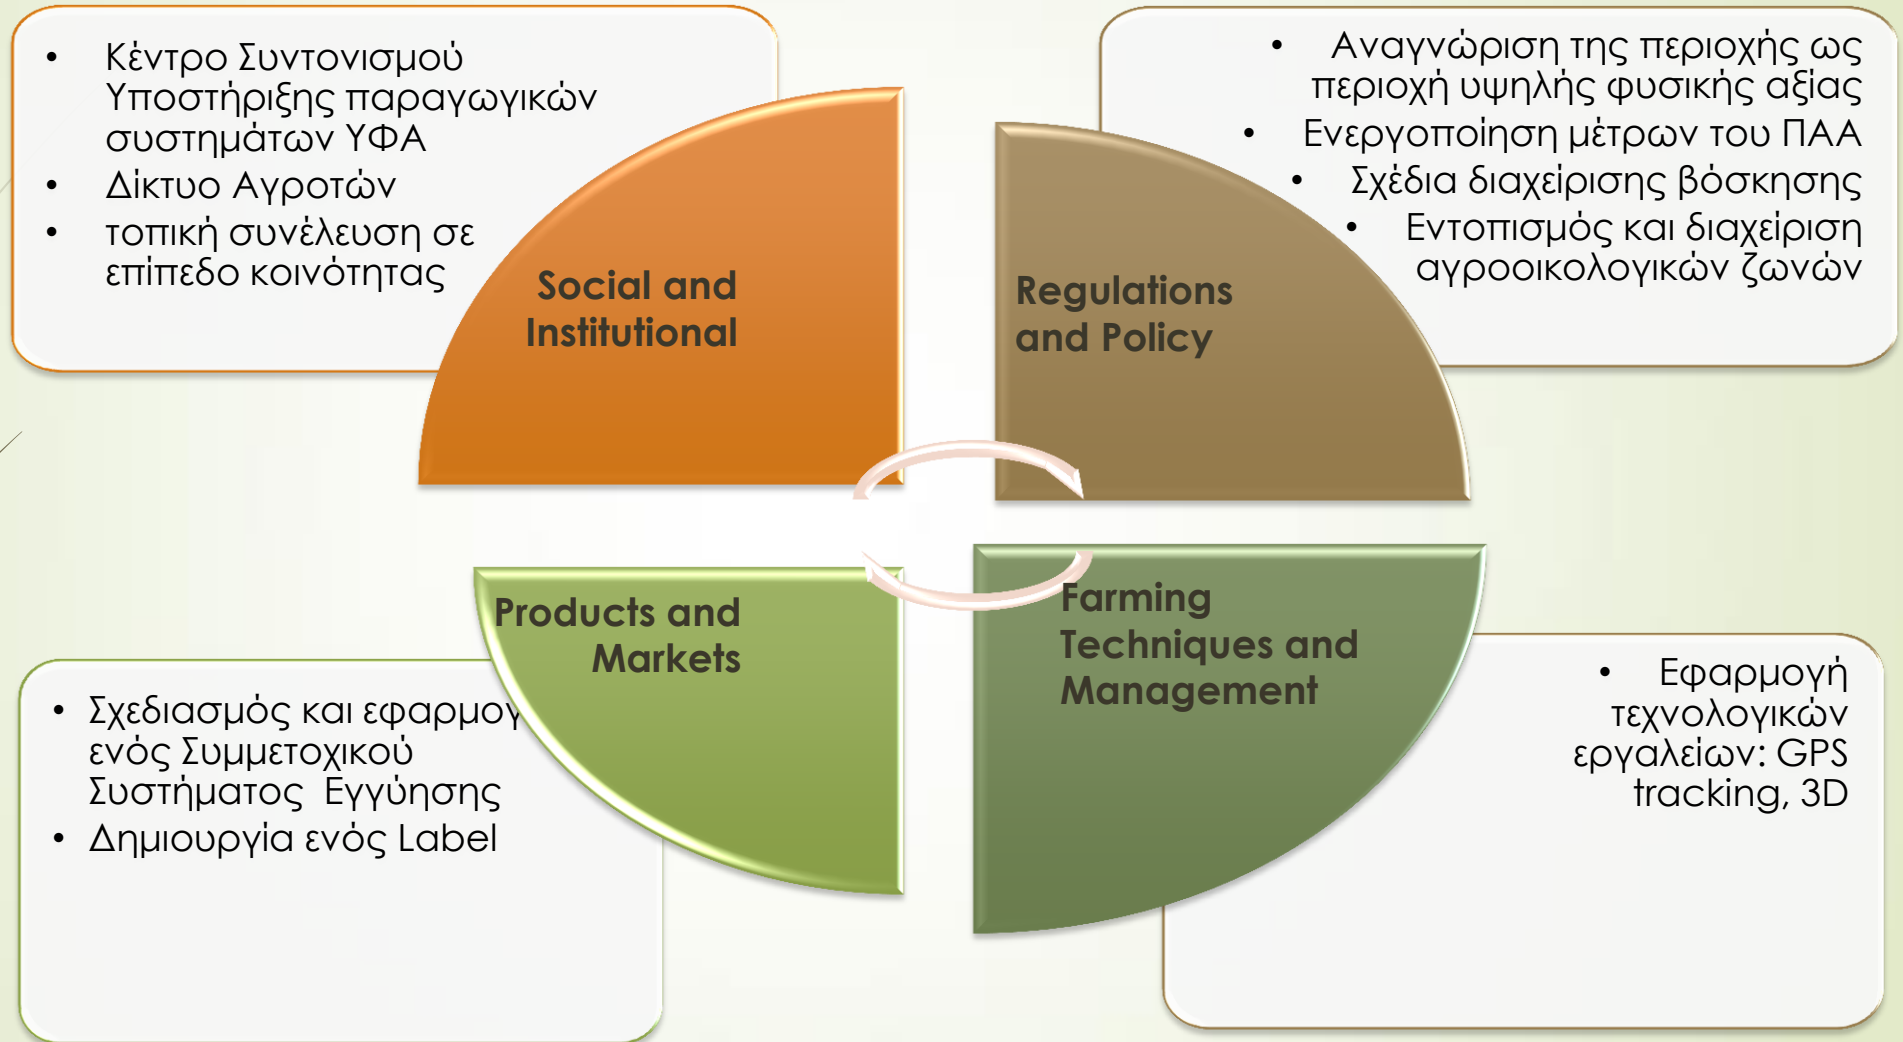 • Κέντρο Συντονισμού
Υποστήριξης παραγωγικών
συστημάτων ΥΦΑ
• Δίκτυο Αγροτών
• τοπική συνέλευση σε
επίπεδο κοινότητας
Social and
Institutional
• Αναγνώριση της περιοχής ως
περιοχή υψηλής φυσικής αξίας
• Ενεργοποίηση μέτρων του ΠΑΑ
• Σχέδια διαχείρισης βόσκησης
• Εντοπισμός και διαχείριση
αγροοικολογικών ζωνών
Regulations
and Policy
Products and
Markets
• Σχεδιασμός και εφαρμογ
ενός Συμμετοχικού
Συστήματος Εγγύησης
• Δημιουργία ενός Label
Farming
Techniques and
Management
• Εφαρμογή
τεχνολογικών
εργαλείων: GPS
tracking, 3D